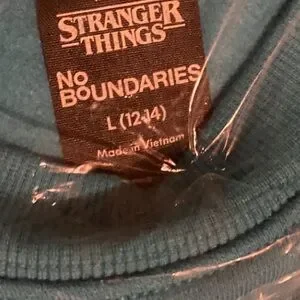 STRANGER
THINGS
NO
BOUNDARIES
L (12-14)
Made in Vietnam